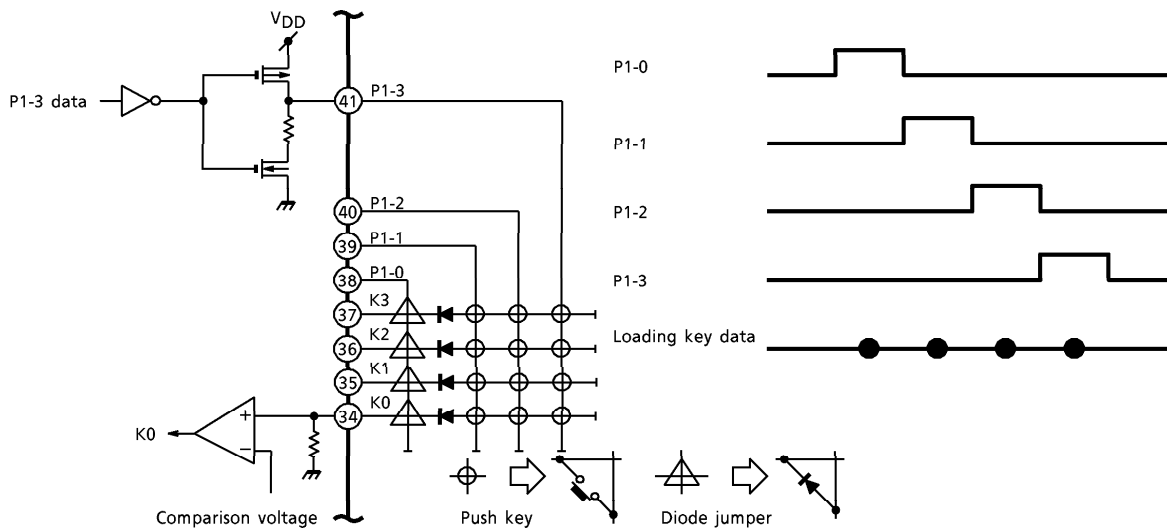 VDD
P1-3 data
41 P1-3
40 P1-2
39 P1-1
38 P1-0
37 K3
36 K2
35 K1
34 K0
+
−
K0
Comparison voltage
Push key
Diode jumper
P1-0
P1-1
P1-2
P1-3
Loading key data